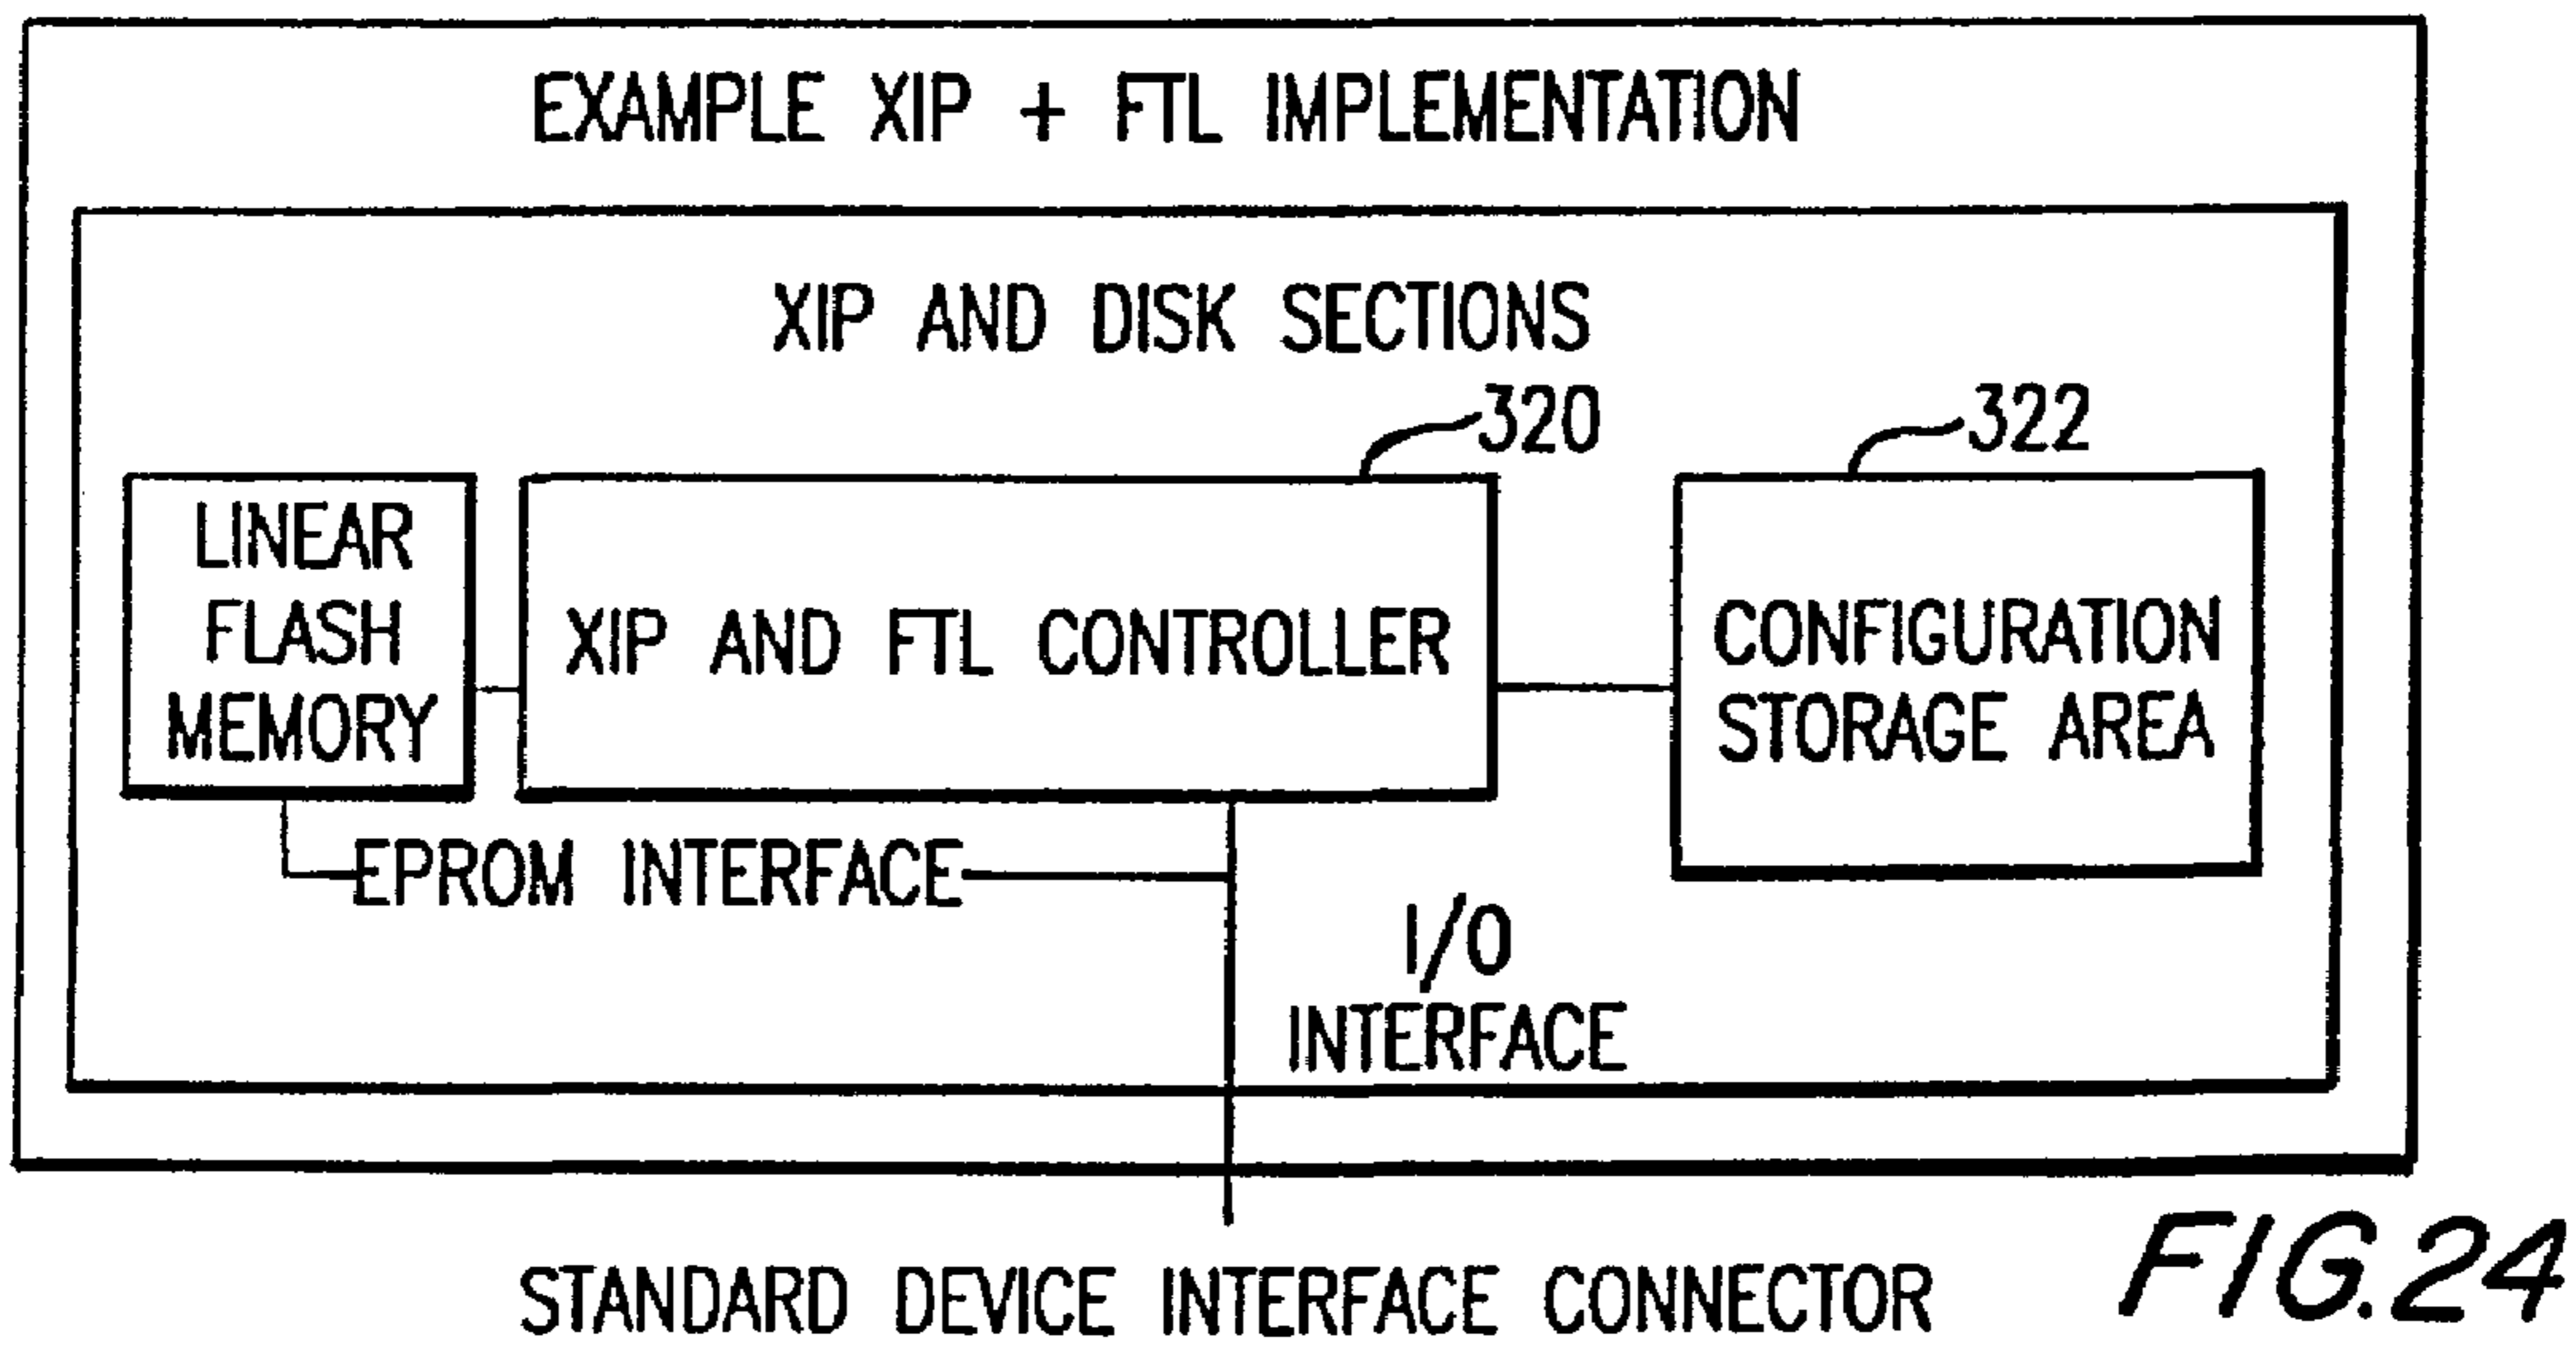 EXAMPLE XIP + FTL IMPLEMENTATION
XIP AND DISK SECTIONS
320
322
LINEAR
FLASH
MEMORY
XIP AND FTL CONTROLLER
CONFIGURATION
STORAGE AREA
EPROM INTERFACE
I/O
INTERFACE
STANDARD DEVICE INTERFACE CONNECTOR
FIG.24